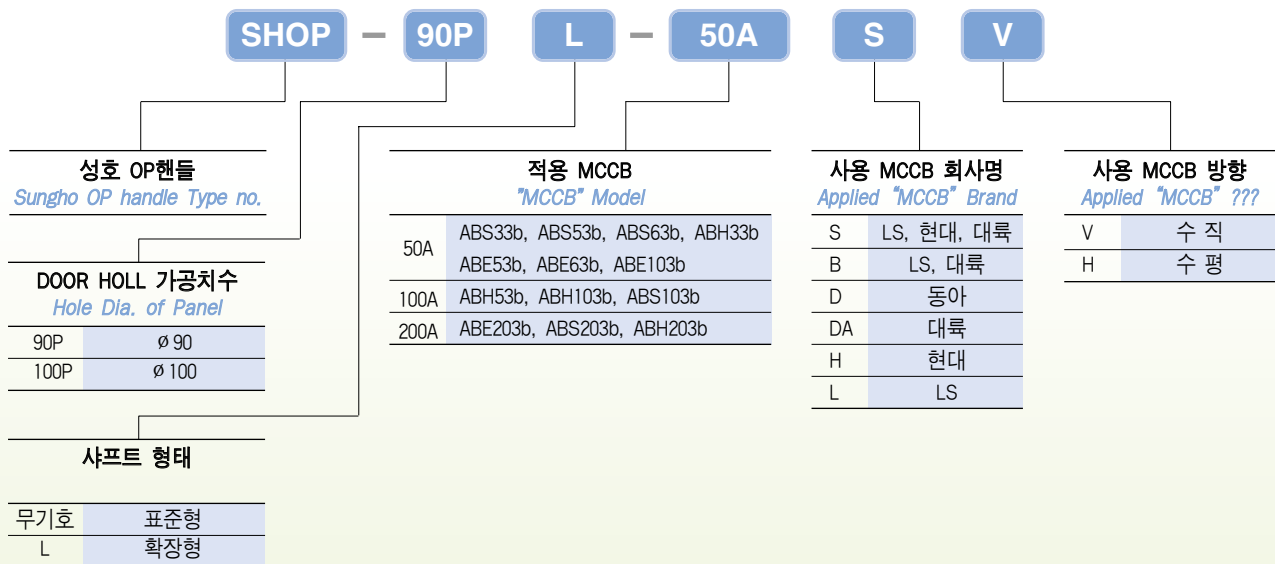 SHOP - 90P L - 50A S V
성호 OP핸들
Sungho OP handle Type no.
DOOR HOLL 가공치수
Hole Dia. of Panel
90P ø 90
100P ø 100
샤프트 형태
무기호 표준형
L 확장형
적용 MCCB
"MCCB" Model
50A ABS33b, ABS53b, ABS63b, ABH33b
ABE53b, ABE63b, ABE103b
100A ABH53b, ABH103b, ABS103b
200A ABE203b, ABS203b, ABH203b
사용 MCCB 회사명
Applied "MCCB" Brand
S LS, 현대, 대륙
B LS, 대륙
D 동아
DA 대륙
H 현대
L LS
사용 MCCB 방향
Applied "MCCB" ???
V 수 직
H 수 평